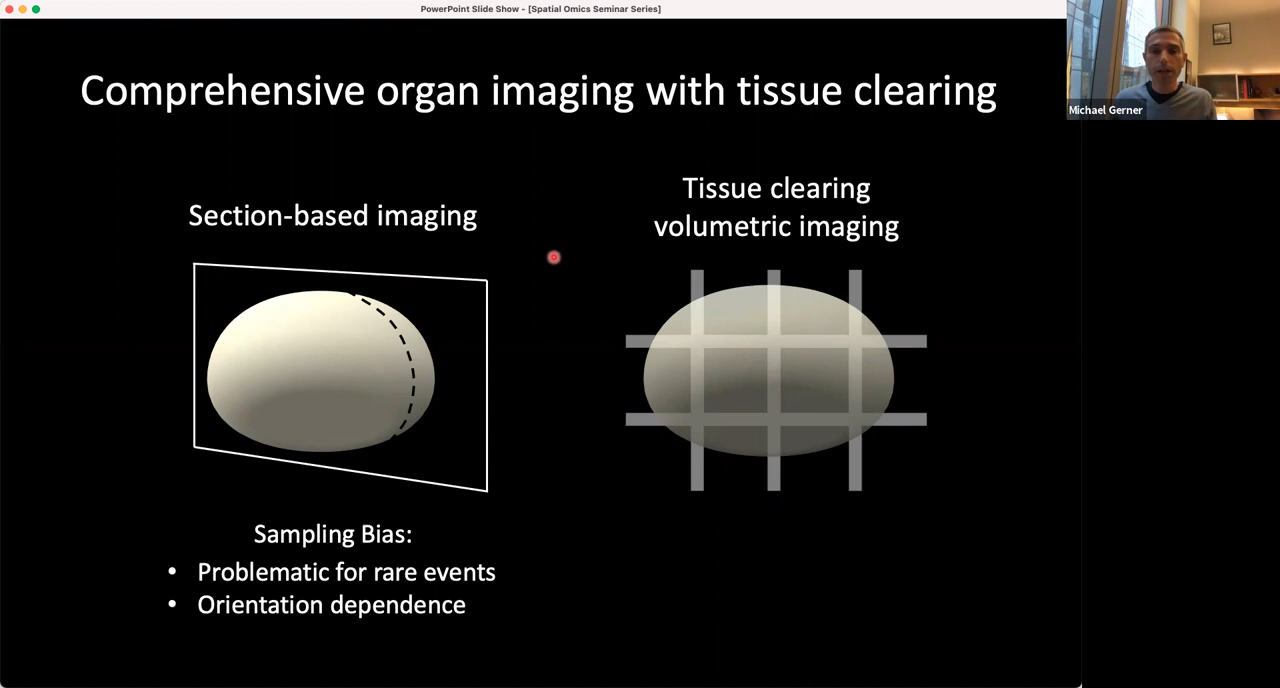 PowerPoint Slide Show - [Spatial Omics Seminar Series]
Comprehensive organ imaging with tissue clearing
Michael Gerner
Section-based imaging
Tissue clearing
volumetric imaging
Sampling Bias:
• Problematic for rare events
• Orientation dependence